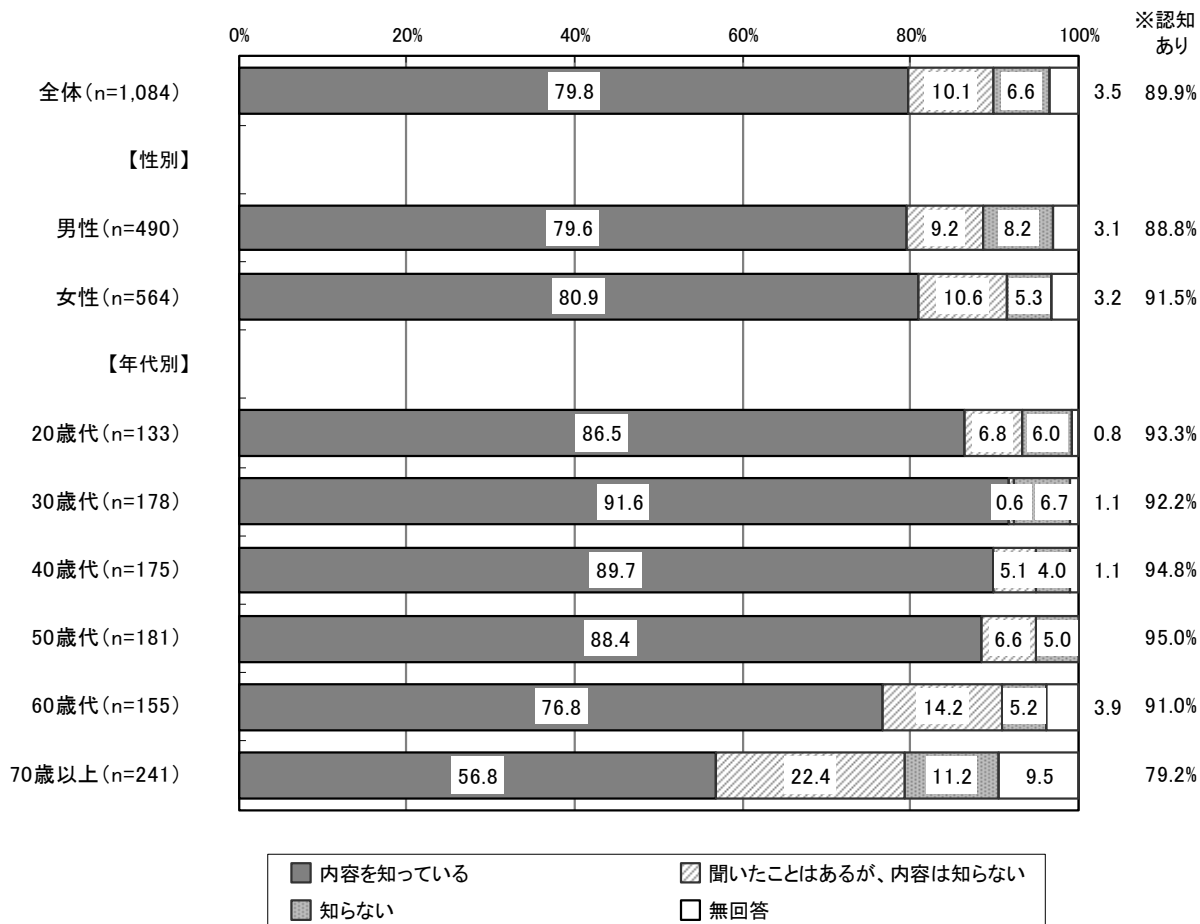 0% 20% 40% 60% 80% 100% ※認知
あり
全体(n=1,084) 79.8 10.1 6.6 3.5 89.9%
【性別】
男性(n=490) 79.6 9.2 8.2 3.1 88.8%
女性(n=564) 80.9 10.6 5.3 3.2 91.5%
【年代別】
20歳代(n=133) 86.5 6.8 6.0 0.8 93.3%
30歳代(n=178) 91.6 0.6 6.7 1.1 92.2%
40歳代(n=175) 89.7 5.1 4.0 1.1 94.8%
50歳代(n=181) 88.4 6.6 5.0 95.0%
60歳代(n=155) 76.8 14.2 5.2 3.9 91.0%
70歳以上(n=241) 56.8 22.4 11.2 9.5 79.2%
内容を知っている 聞いたことはあるが、内容は知らない
知らない 無回答